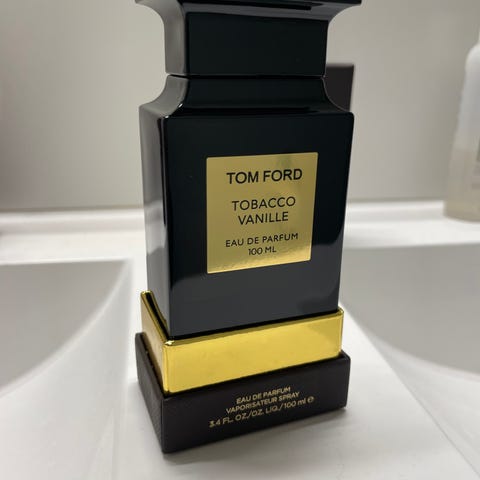 TOM FORD
TOBACCO
VANILLE
EAU DE PARFUM
100 ML
EAU DE PARFUM
VAPORISATEUR SPRAY
3.4 FL. OZ./OZ. LIQ./100 ml ℮